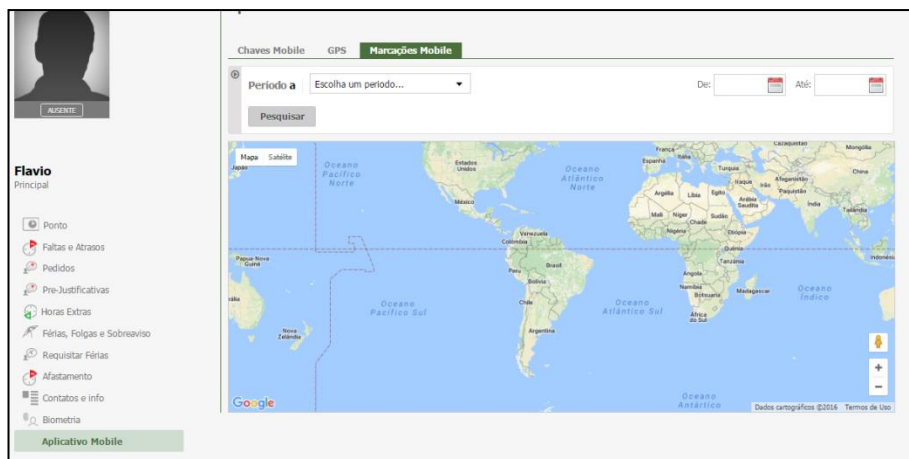 Chaves Mobile GPS Marcações Mobile
Período a Escolha um periodo... De: Até:
Pesquisar
AUSENTE
Flavio
Principal
Ponto
Faltas e Atrasos
Pedidos
Pre-Justificativas
Horas Extras
Férias, Folgas e Sobreaviso
Requisitar Férias
Afastamento
Contatos e info
Biometria
Aplicativo Mobile
Mapa Satélite
Oceano
Pacífico
Norte
Estados
Unidos
México
Oceano
Atlântico
Norte
Venezuela
Colômbia
Peru
Brasil
Bolívia
Chile
Argentina
Oceano
Pacífico Sul
Oceano
Atlântico Sul
Papua-Nova
Guiné
Nova
Zelândia
França
Espanha
Itália
Turquia
Cazaquistão
Mongólia
China
Afeganistão
Iraque
Irão
Paquistão
Argélia
Líbia
Egito
Arábia
Saudita
Índia
Tailândia
Mali
Níger
Chade
Sudão
Nigéria
Etiópia
Quénia
Tanzânia
Angola
Namíbia
Botsuana
Madagáscar
África
do Sul
Oceano
Índico
Oceano
Antártico
Google
+
−
Dados cartográficos ©2016 Termos de Uso